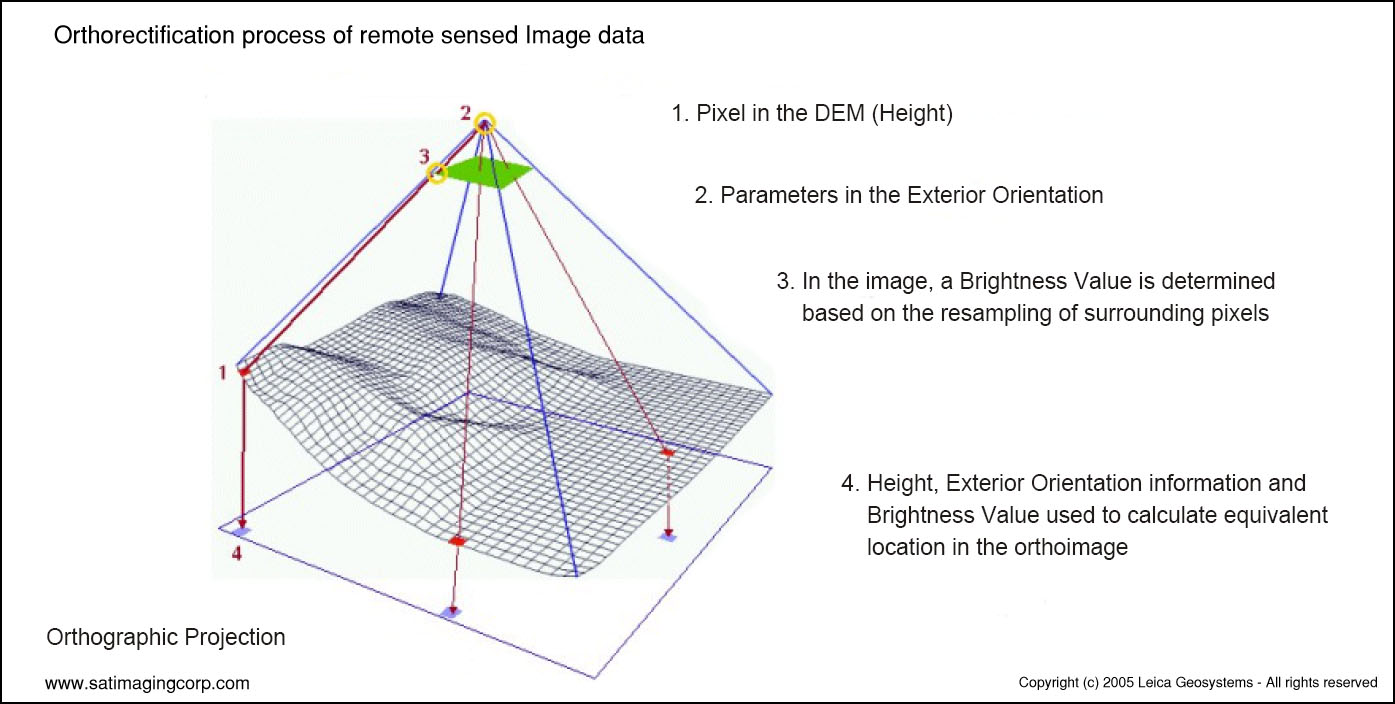 Orthorectification process of remote sensed Image data
2
3
1
4
1. Pixel in the DEM (Height)
2. Parameters in the Exterior Orientation
3. In the image, a Brightness Value is determined
based on the resampling of surrounding pixels
4. Height, Exterior Orientation information and
Brightness Value used to calculate equivalent
location in the orthoimage
Orthographic Projection
www.satimagingcorp.com
Copyright (c) 2005 Leica Geosystems - All rights reserved